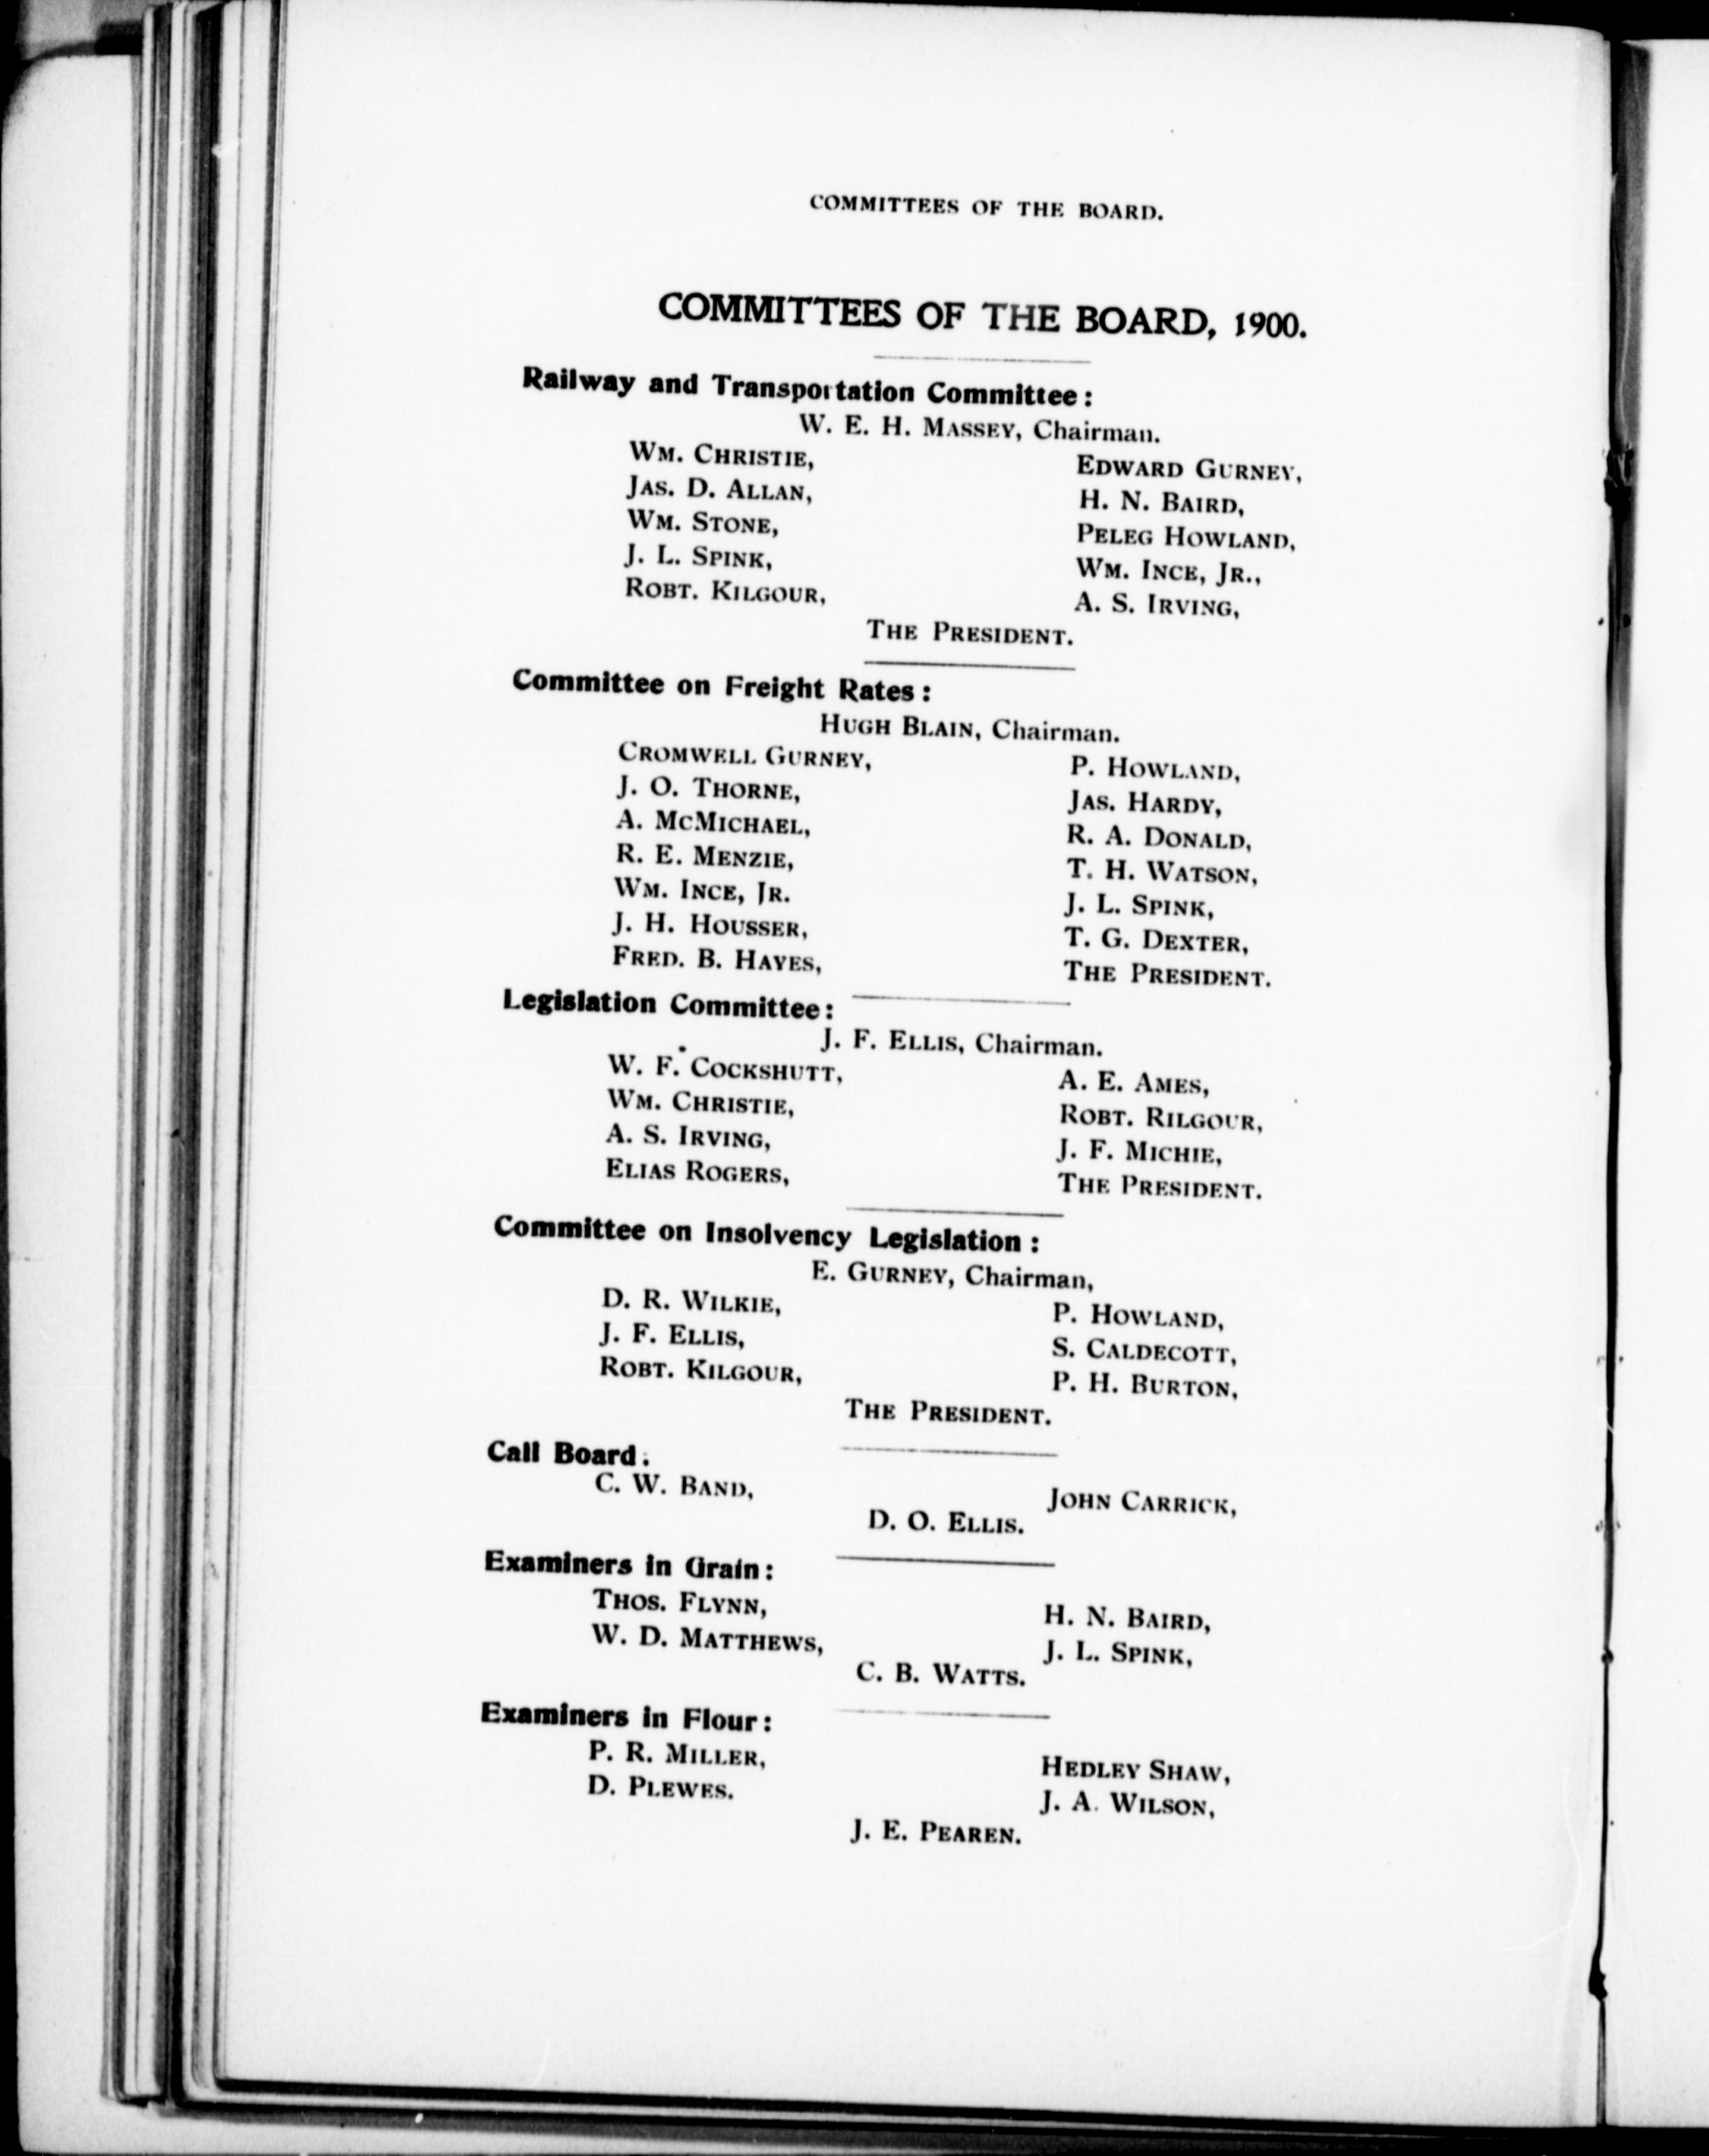 COMMITTEES OF THE BOARD.
COMMITTEES OF THE BOARD, 1900.
Railway and Transportation Committee:
W. E. H. MASSEY, Chairman.
WM. CHRISTIE, EDWARD GURNEY,
JAS. D. ALLAN, H. N. BAIRD,
WM. STONE, PELEG HOWLAND,
J. L. SPINK, WM. INCE, JR.,
ROBT. KILGOUR, A. S. IRVING,
THE PRESIDENT.
Committee on Freight Rates:
HUGH BLAIN, Chairman.
CROMWELL GURNEY, P. HOWLAND,
J. O. THORNE, JAS. HARDY,
A. MCMICHAEL, R. A. DONALD,
R. E. MENZIE, T. H. WATSON,
WM. INCE, JR. J. L. SPINK,
J. H. HOUSSER, T. G. DEXTER,
FRED. B. HAYES, THE PRESIDENT.
Legislation Committee:
J. F. ELLIS, Chairman.
W. F. COCKSHUTT, A. E. AMES,
WM. CHRISTIE, ROBT. RILGOUR,
A. S. IRVING, J. F. MICHIE,
ELIAS ROGERS, THE PRESIDENT.
Committee on Insolvency Legislation:
E. GURNEY, Chairman,
D. R. WILKIE, P. HOWLAND,
J. F. ELLIS, S. CALDECOTT,
ROBT. KILGOUR, P. H. BURTON,
THE PRESIDENT.
Call Board.
C. W. BAND, JOHN CARRICK,
D. O. ELLIS.
Examiners in Grain:
THOS. FLYNN, H. N. BAIRD,
W. D. MATTHEWS, J. L. SPINK,
C. B. WATTS.
Examiners in Flour:
P. R. MILLER, HEDLEY SHAW,
D. PLEWES. J. A. WILSON,
J. E. PEAREN.